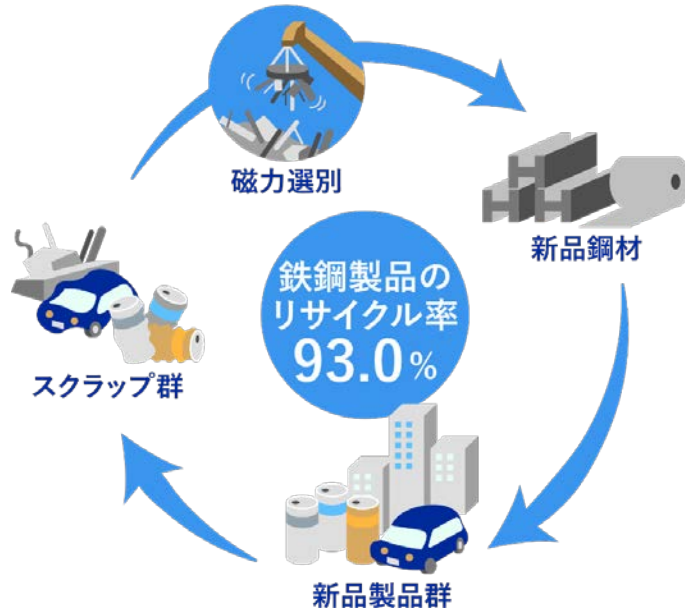 磁力選別
新品鋼材
鉄鋼製品の
リサイクル率
93.0%
スクラップ群
新品製品群